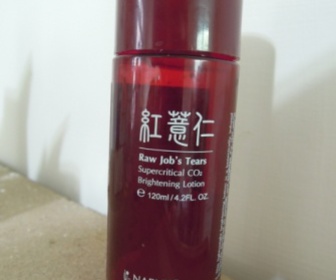 紅薏仁
Raw Job's Tears
Supercritical CO₂
Brightening Lotion
℮ 120ml / 4.2FL. OZ.